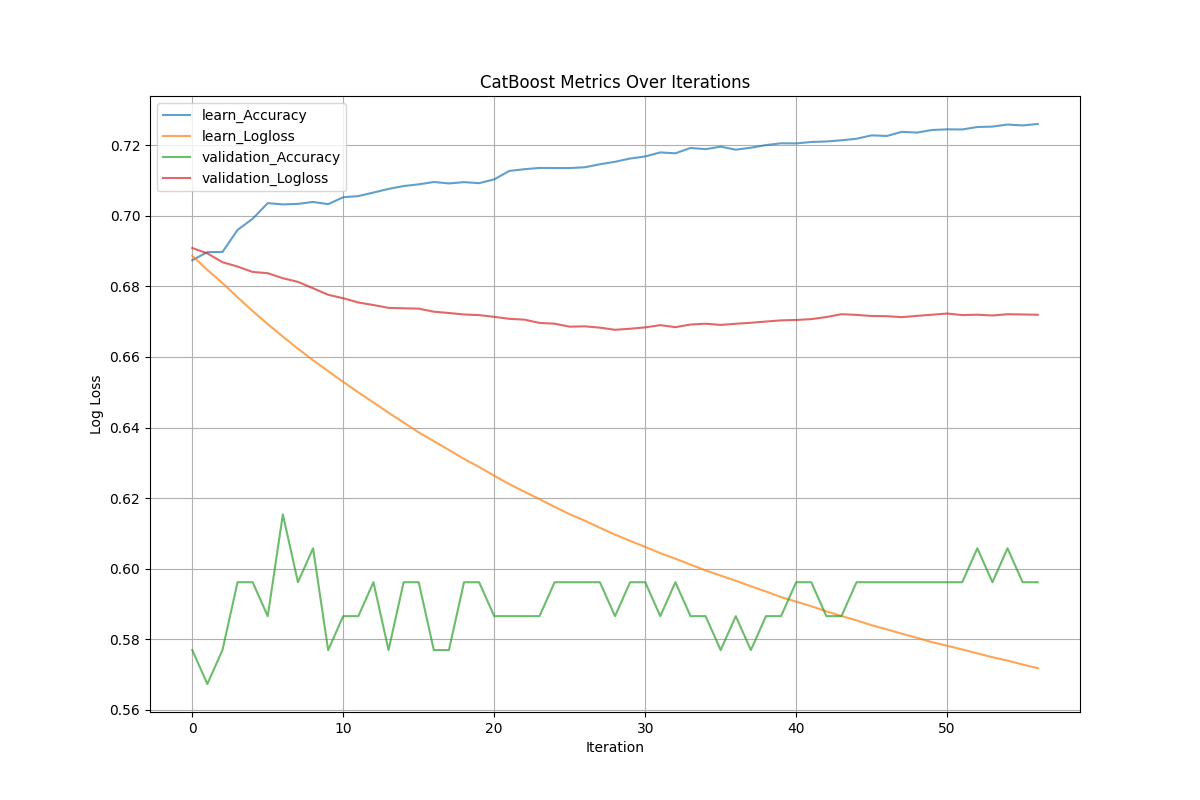 CatBoost Metrics Over Iterations
learn_Accuracy
learn_Logloss
validation_Accuracy
validation_Logloss
0.72
0.70
0.68
0.66
0.64
0.62
0.60
0.58
0.56
Log Loss
0 10 20 30 40 50
Iteration